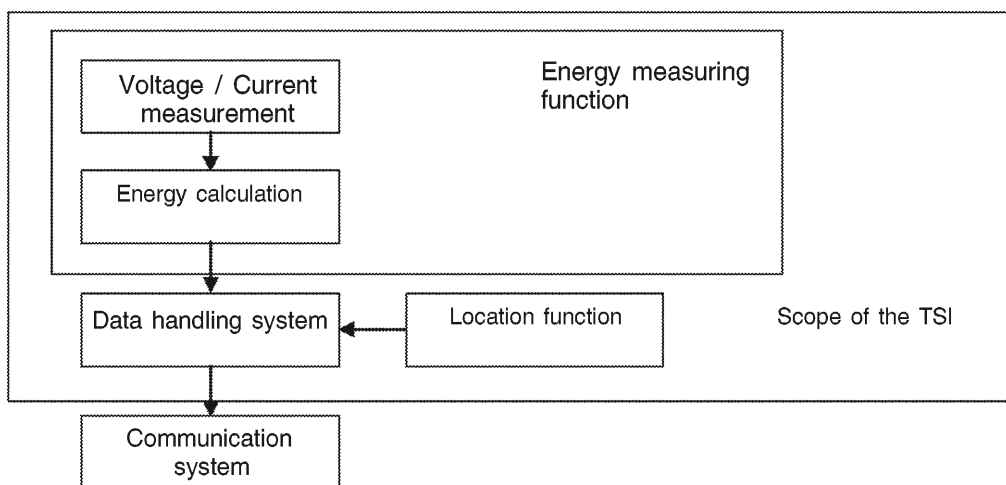 Voltage / Current
measurement
Energy measuring
function
Energy calculation
Data handling system
Location function
Scope of the TSI
Communication
system